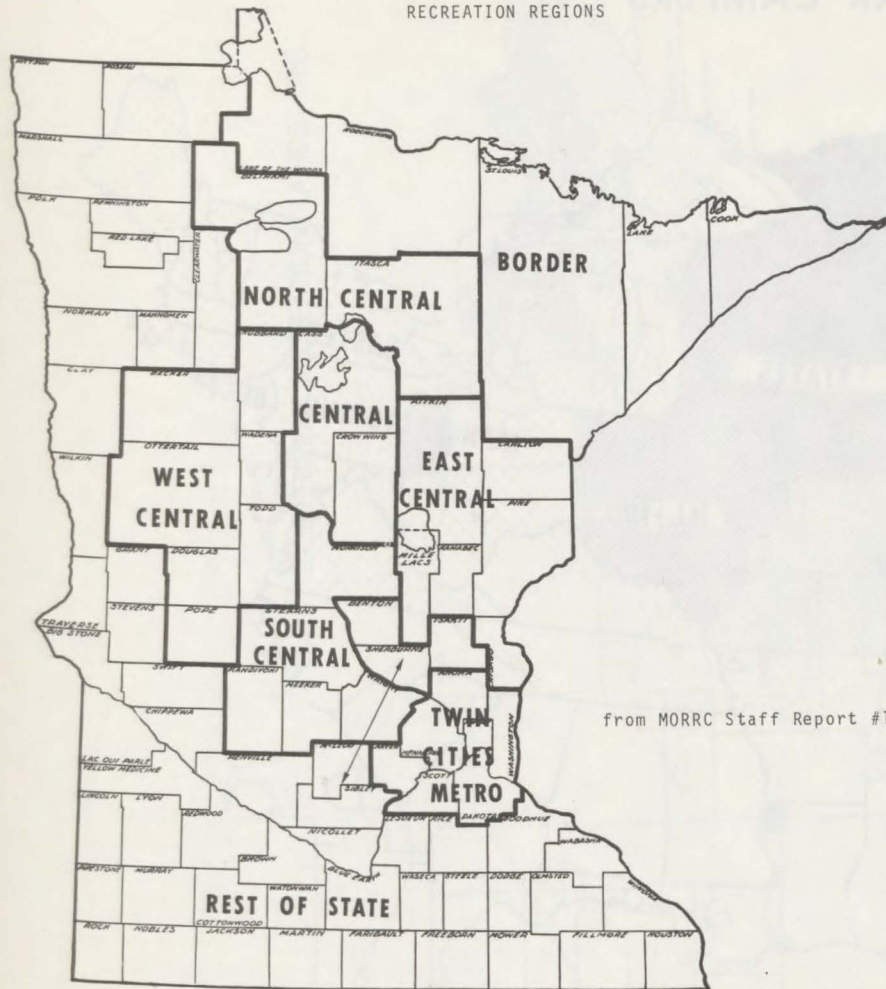 RECREATION REGIONS
KITTSON
ROSEAU
MARSHALL
LAKE OF THE WOODS
BELTRAMI
KOOCHICHING
ST. LOUIS
LAKE
COOK
POLK
PENNINGTON
RED LAKE
CLEARWATER
ITASCA
BORDER
NORTH CENTRAL
NORMAN
MAHNOMEN
HUBBARD
CASS
CLAY
BECKER
CENTRAL
AITKIN
CARLTON
WADENA
CROW WING
OTTERTAIL
WILKIN
WEST
CENTRAL
EAST
CENTRAL
PINE
TODD
MORRISON
MILLE
LACS
KANABEC
GRANT
DOUGLAS
STEVENS
POPE
STEARNS
BENTON
ISANTI
TRAVERSE
BIG STONE
SOUTH
CENTRAL
SHERBURNE
CHISAGO
SWIFT
KANDIYOHI
MEEKER
WRIGHT
ANOKA
CHIPPEWA
TWIN
CITIES
METRO
WASHINGTON
from MORRC Staff Report #1
LAC QUI PARLE
YELLOW MEDICINE
RENVILLE
McLEOD
CARVER
HENNEPIN
SCOTT
SIBLEY
DAKOTA
GOODHUE
LINCOLN
LYON
REDWOOD
NICOLLET
LESUEUR
RICE
WABASHA
BROWN
BLUE EARTH
PIPESTONE
MURRAY
WATONWAN
WASECA
STEELE
DODGE
OLMSTED
WINONA
REST OF STATE
COTTONWOOD
ROCK
NOBLES
JACKSON
MARTIN
FARIBAULT
FREEBORN
MOWER
FILLMORE
HOUSTON